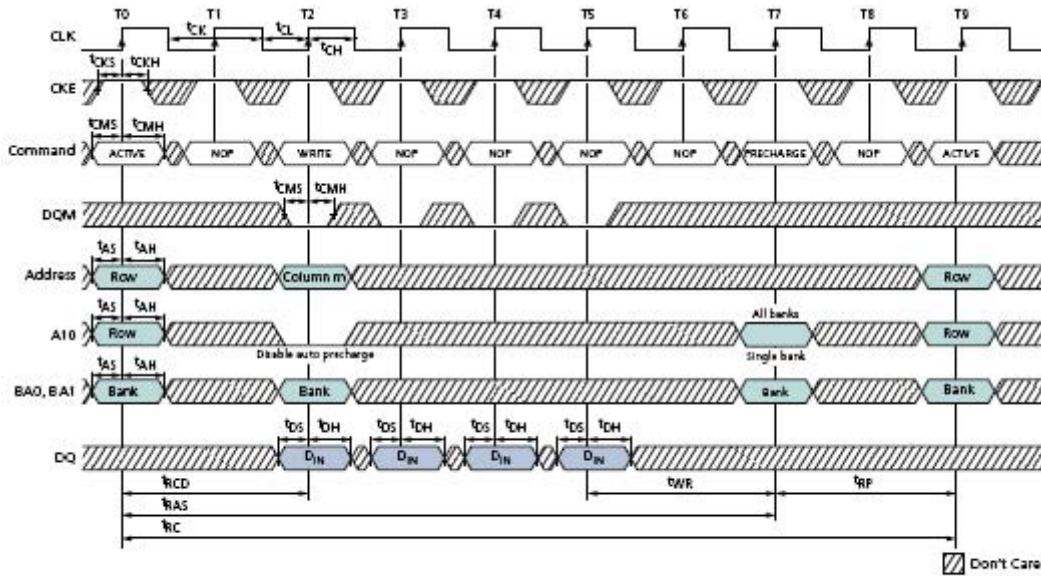 T0 T1 T2 T3 T4 T5 T6 T7 T8 T9
CLK
tCK tCL
tCH
tCKS tCKH
CKE
tCMS tCMH
Command ACTIVE NOP WRITE NOP NOP NOP NOP PRECHARGE NOP ACTIVE
tCMS tCMH
DQM
tAS tAH
Address Row Column m Row
tAS tAH
All banks
A10 Row Row
Disable auto precharge Single bank
tAS tAH
BA0, BA1 Bank Bank Bank Bank
tDS tDH tDS tDH tDS tDH tDS tDH
DQ DIN DIN DIN DIN
tRCD tWR tRP
tRAS
tRC
Don't Care